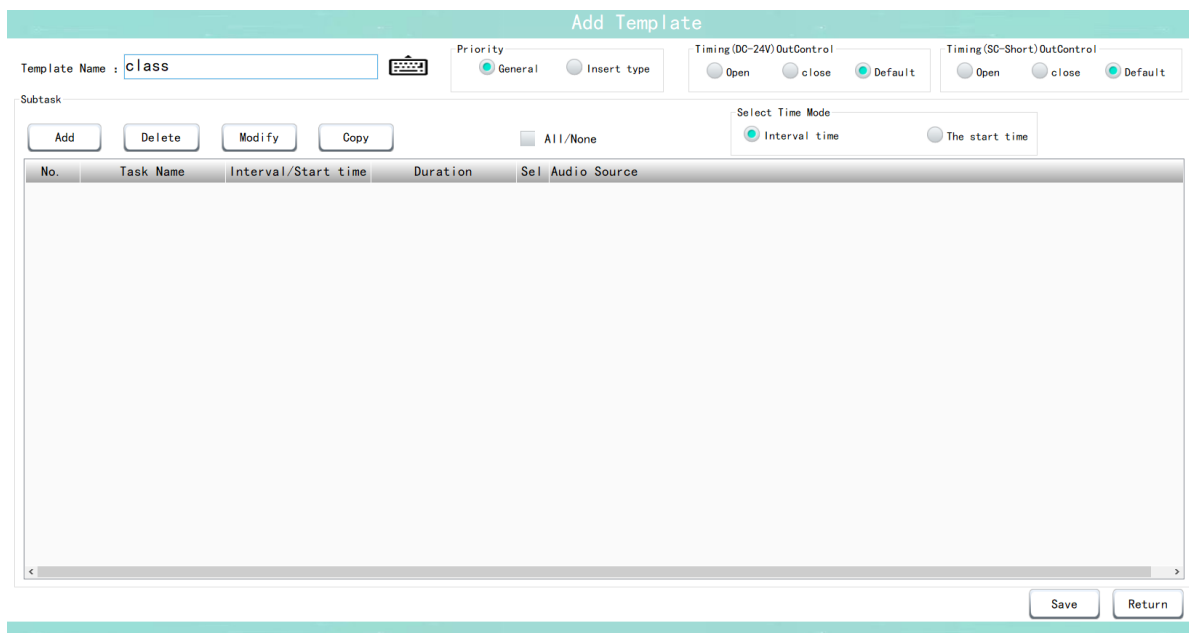 Add Template
Template Name : class
Priority
General Insert type
Timing(DC-24V)OutControl
Open close Default
Timing(SC-Short)OutControl
Open close Default
Subtask
Add Delete Modify Copy
All/None
Select Time Mode
Interval time The start time
No. Task Name Interval/Start time Duration Sel Audio Source
Save Return